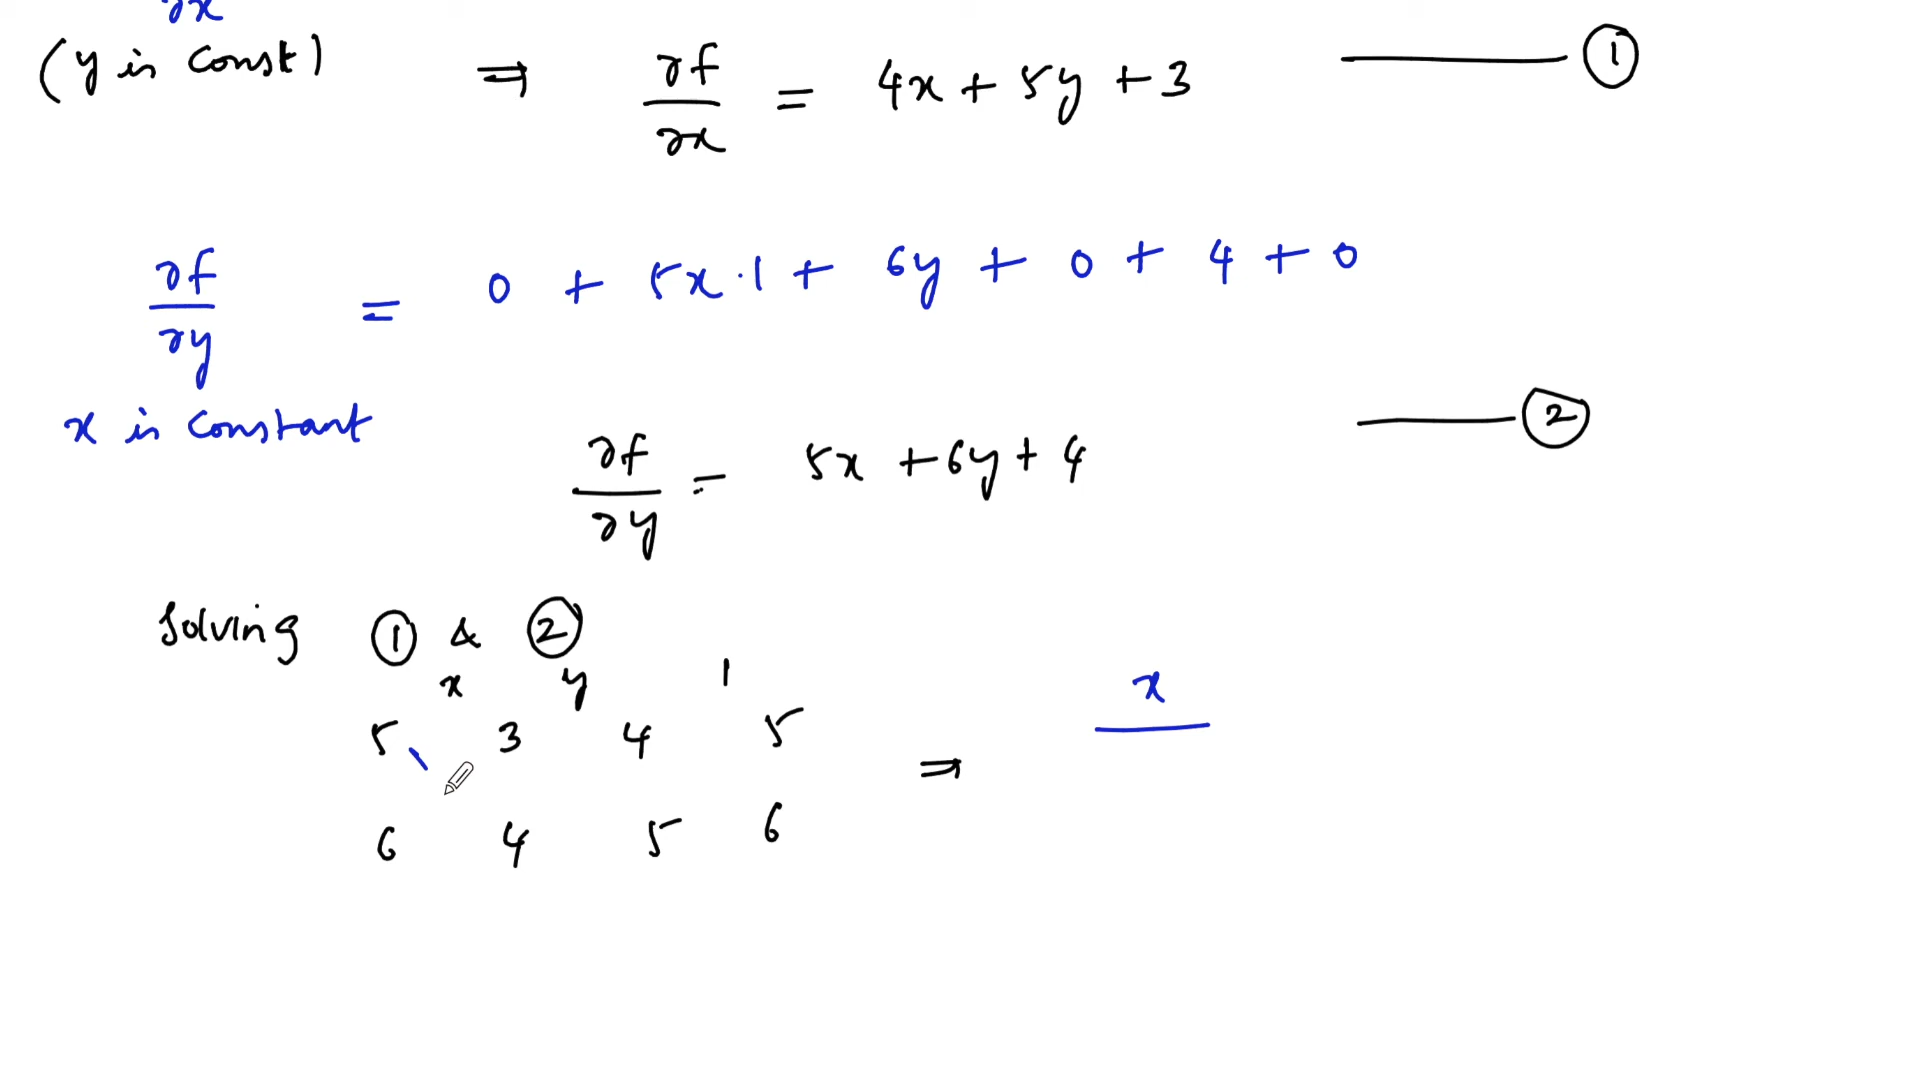 ∂x
(y is const) ⇒ ∂f/∂x = 4x + 5y + 3 —— ①
∂f/∂y = 0 + 5x·1 + 6y + 0 + 4 + 0
x is constant
∂f/∂y = 5x + 6y + 4 —— ②
Solving ① & ②
x y 1
5 3 4 5 ⇒ x/
6 4 5 6